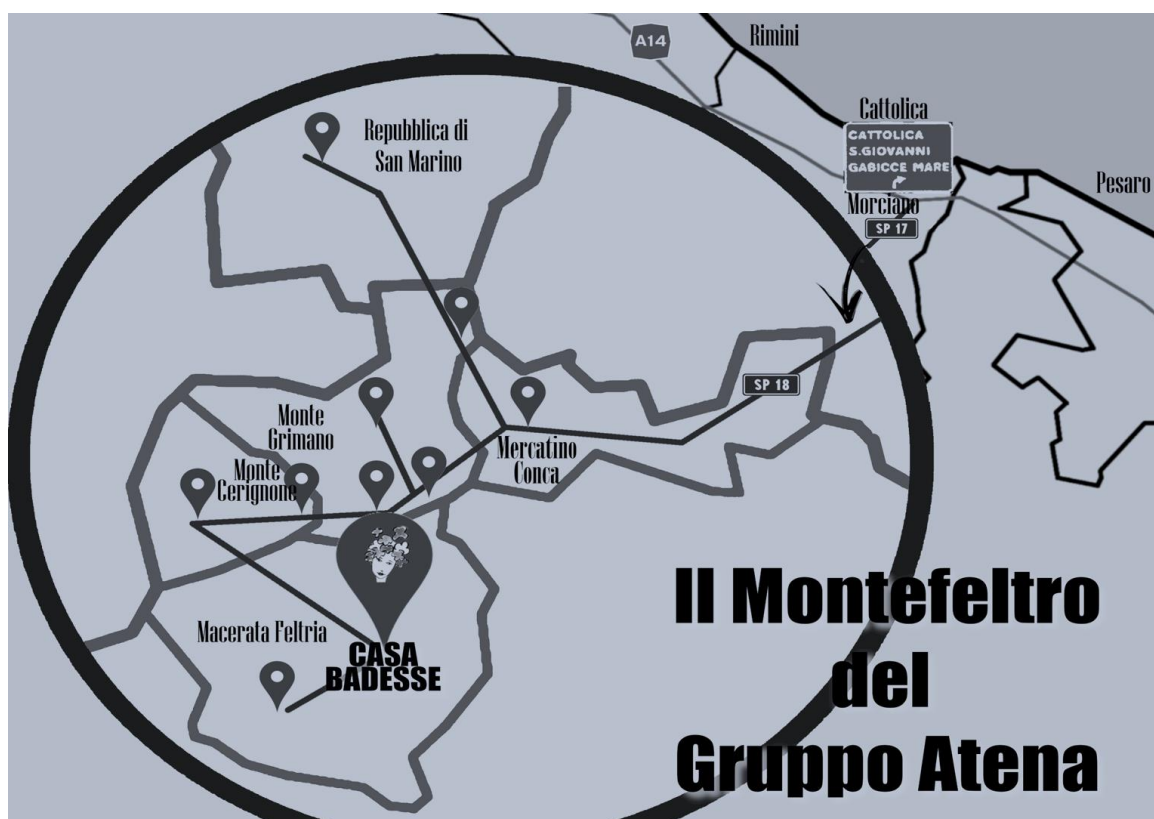 A14
Rimini
Cattolica
CATTOLICA
S.GIOVANNI
GABICCE MARE
Pesaro
Morciano
SP 17
Repubblica di
San Marino
SP 18
Monte
Grimano
Mercatino
Conca
Monte
Cerignone
Macerata Feltria
CASA
BADESSE
Il Montefeltro
del
Gruppo Atena